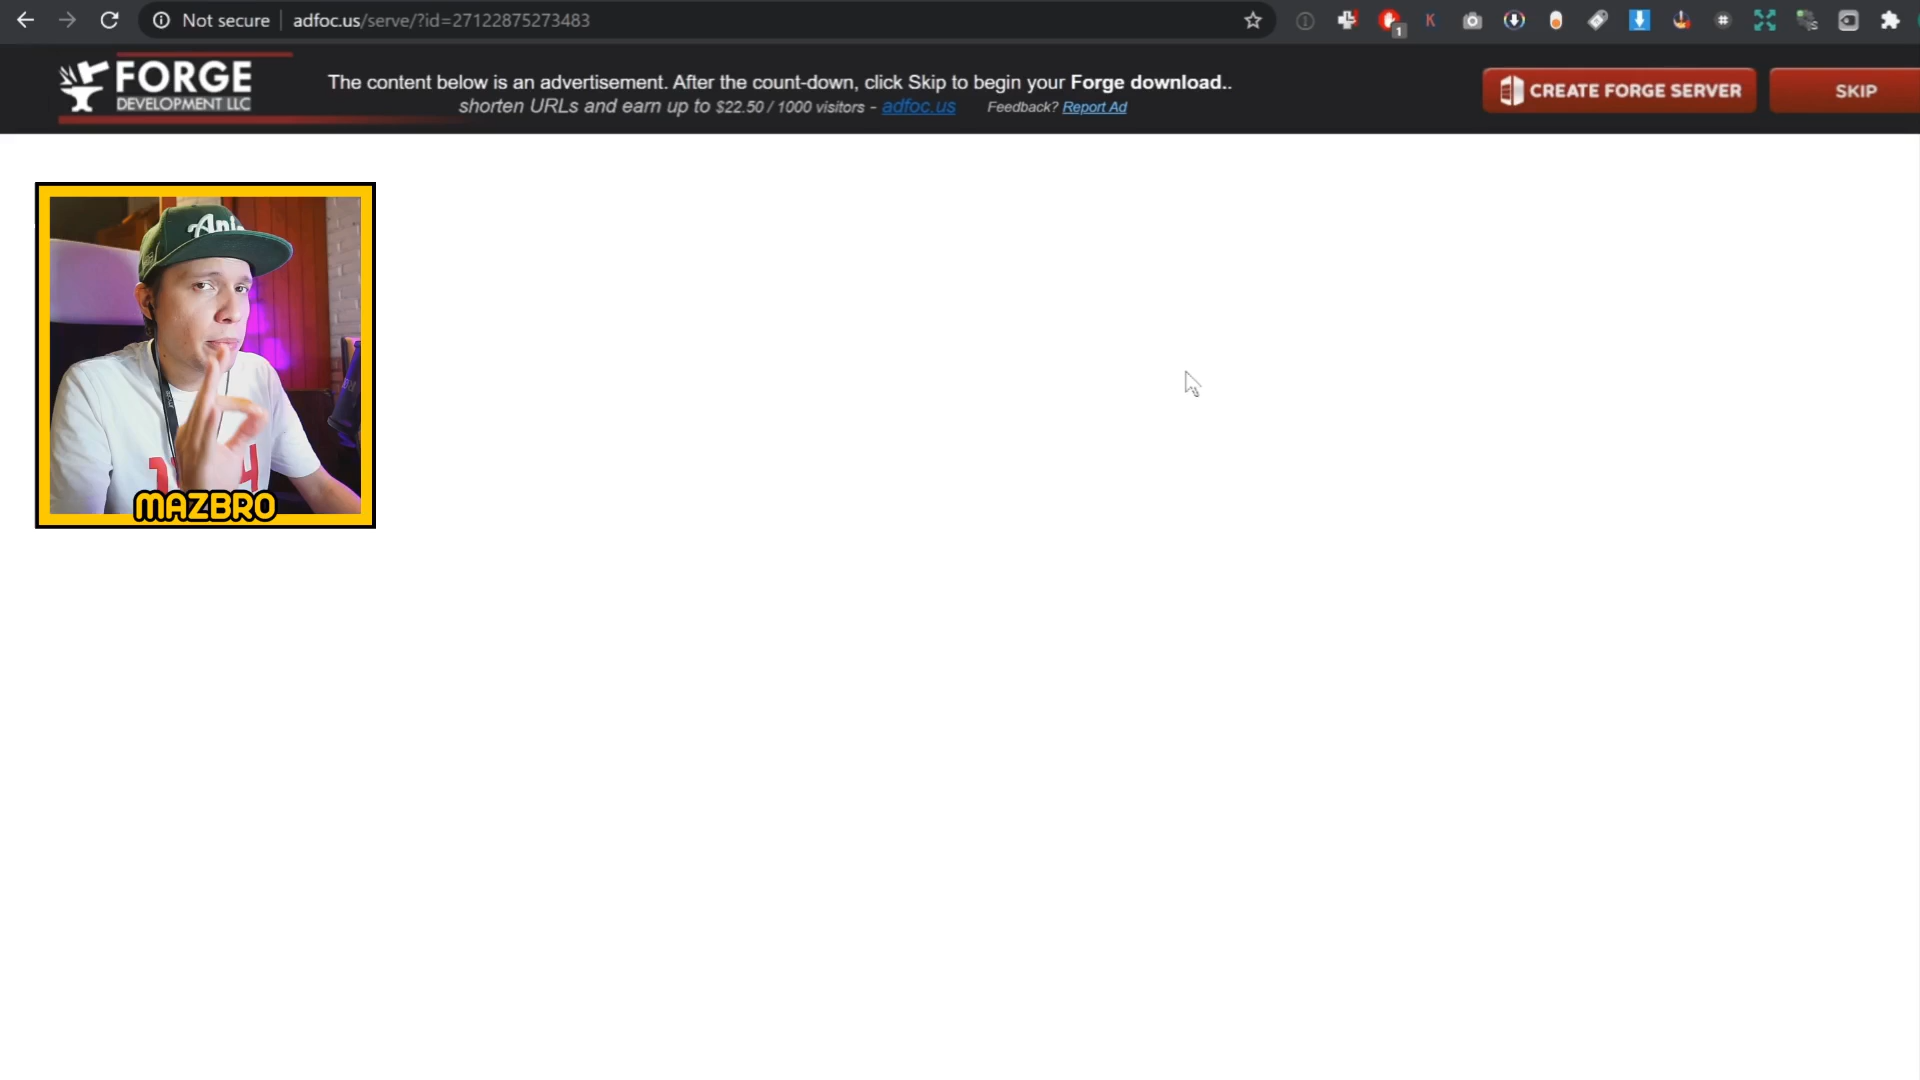 Not secure
adfoc.us/serve/?id=27122875273483
1
FORGE
DEVELOPMENT LLC
The content below is an advertisement. After the count-down, click Skip to begin your Forge download..
shorten URLs and earn up to $22.50 / 1000 visitors - adfoc.us
Feedback? Report Ad
CREATE FORGE SERVER
SKIP
MAZBRO